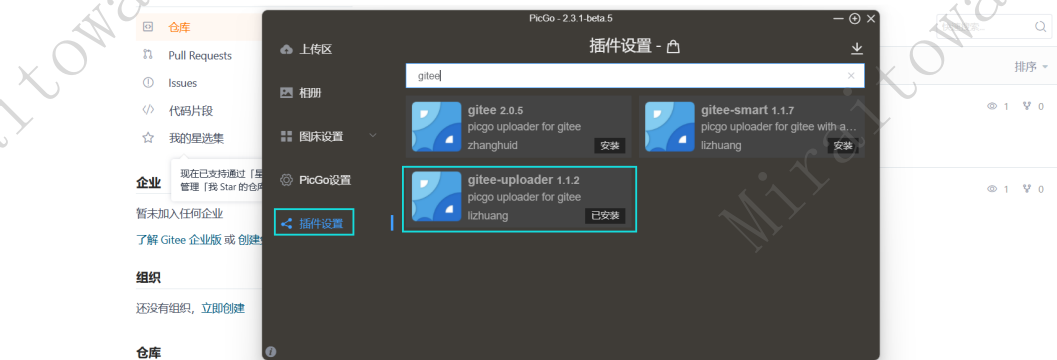 仓库
Pull Requests
Issues
代码片段
我的星选集
现在已支持通过「星
管理「我 Star 的仓库
企业
暂未加入任何企业
了解 Gitee 企业版 或 创建
组织
还没有组织，立即创建
仓库
PicGo - 2.3.1-beta.5
上传区
相册
图床设置
PicGo设置
插件设置
插件设置 -
gitee
gitee 2.0.5
picgo uploader for gitee
zhanghuid
安装
gitee-smart 1.1.7
picgo uploader for gitee with a...
lizhuang
安装
gitee-uploader 1.1.2
picgo uploader for gitee
lizhuang
已安装
排序
1 0
1 0
Miraitowa